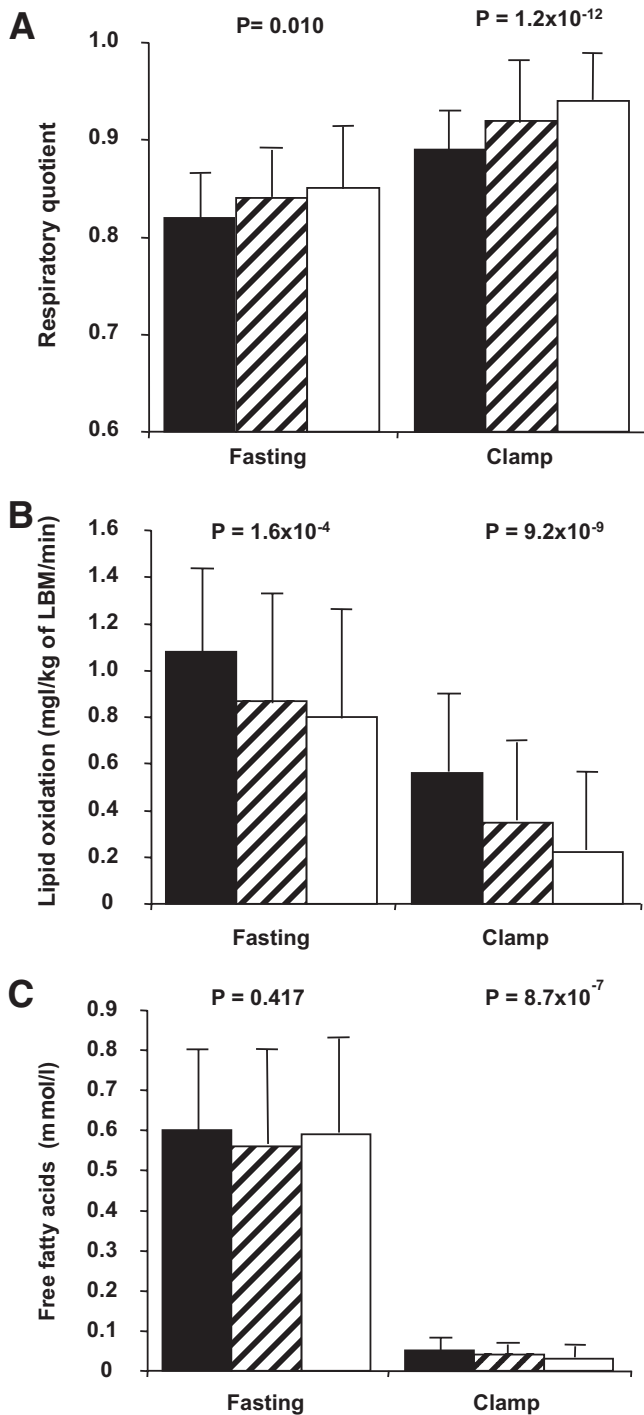 A
P= 0.010
P = 1.2x10-12
Respiratory quotient
1.0
0.9
0.8
0.7
0.6
Fasting
Clamp
B
P = 1.6x10-4
P = 9.2x10-9
Lipid oxidation (mgl/kg of LBM/min)
1.6
1.4
1.2
1.0
0.8
0.6
0.4
0.2
0
Fasting
Clamp
C
P = 0.417
P = 8.7x10-7
Free fatty acids (mmol/l)
0.9
0.8
0.7
0.6
0.5
0.4
0.3
0.2
0.1
0
Fasting
Clamp